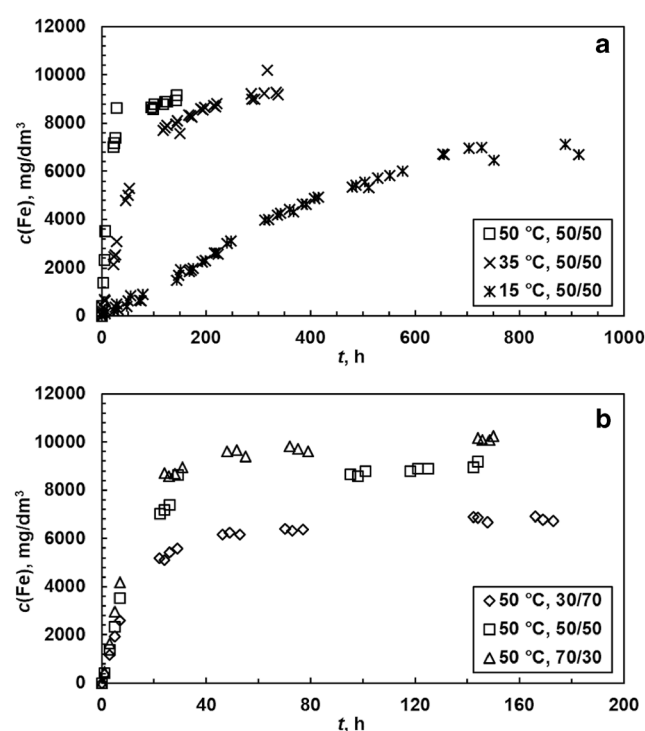 a
12000
10000
8000
6000
4000
2000
0
c(Fe), mg/dm³
50 °C, 50/50
35 °C, 50/50
15 °C, 50/50
0 200 400 600 800 1000
t, h
b
12000
10000
8000
6000
4000
2000
0
c(Fe), mg/dm³
50 °C, 30/70
50 °C, 50/50
50 °C, 70/30
0 40 80 120 160 200
t, h